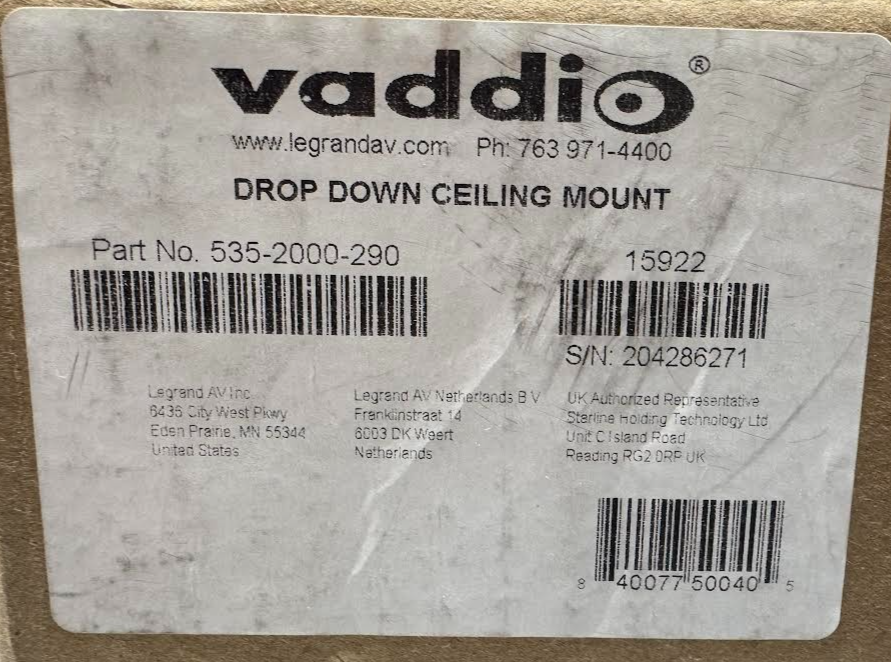 vaddio®
www.legrandav.com Ph: 763 971-4400
DROP DOWN CEILING MOUNT
Part No. 535-2000-290
15922
S/N: 204286271
Legrand AV Inc
6436 City West Pkwy
Eden Prairie, MN 55344
United States
Legrand AV Netherlands B V
Franklinstraat 14
6003 DK Weert
Netherlands
UK Authorized Representative
Starline Holding Technology Ltd
Unit C Island Road
Reading RG2 0RP UK
8 40077 50040 5